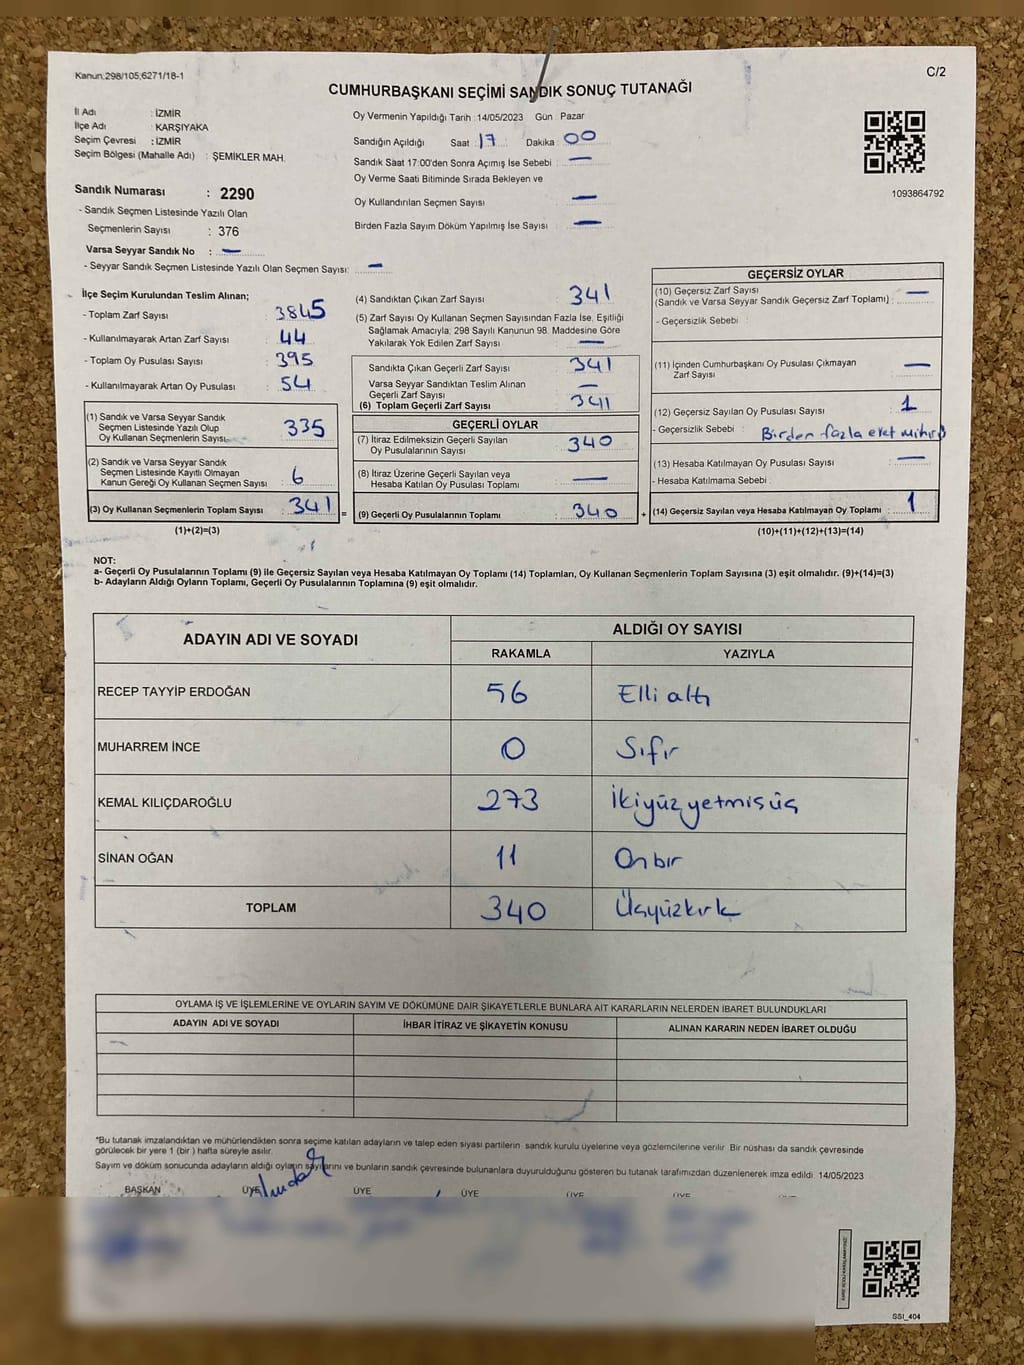 Kanun:298/105;6271/18-1
C/2
CUMHURBAŞKANI SEÇİMİ SANDIK SONUÇ TUTANAĞI
İl Adı : İZMİR
İlçe Adı : KARŞIYAKA
Seçim Çevresi : İZMİR
Seçim Bölgesi (Mahalle Adı) : ŞEMİKLER MAH.
Sandık Numarası : 2290
- Sandık Seçmen Listesinde Yazılı Olan
Seçmenlerin Sayısı : 376
Varsa Seyyar Sandık No : —
- Seyyar Sandık Seçmen Listesinde Yazılı Olan Seçmen Sayısı: —
Oy Vermenin Yapıldığı Tarih : 14/05/2023 Gün : Pazar
Sandığın Açıldığı Saat : 17 Dakika : 00
Sandık Saat 17:00'den Sonra Açımış İse Sebebi : —
Oy Verme Saati Bitiminde Sırada Bekleyen ve
Oy Kullandırılan Seçmen Sayısı : —
Birden Fazla Sayım Döküm Yapılmış İse Sayısı : —
1093864792
İlçe Seçim Kurulundan Teslim Alınan;
- Toplam Zarf Sayısı : 3845
- Kullanılmayarak Artan Zarf Sayısı : 44
- Toplam Oy Pusulası Sayısı : 395
- Kullanılmayarak Artan Oy Pusulası : 54
(1) Sandık ve Varsa Seyyar Sandık
Seçmen Listesinde Yazılı Olup
Oy Kullanan Seçmenlerin Sayısı : 335
(2) Sandık ve Varsa Seyyar Sandık
Seçmen Listesinde Kayıtlı Olmayan
Kanun Gereği Oy Kullanan Seçmen Sayısı : 6
(3) Oy Kullanan Seçmenlerin Toplam Sayısı : 341 =
(1)+(2)=(3)
(4) Sandıktan Çıkan Zarf Sayısı : 341
(5) Zarf Sayısı Oy Kullanan Seçmen Sayısından Fazla İse, Eşitliği
Sağlamak Amacıyla, 298 Sayılı Kanunun 98. Maddesine Göre
Yakılarak Yok Edilen Zarf Sayısı : —
Sandıkta Çıkan Geçerli Zarf Sayısı : 341
Varsa Seyyar Sandıktan Teslim Alınan
Geçerli Zarf Sayısı : —
(6) Toplam Geçerli Zarf Sayısı : 341
GEÇERLİ OYLAR
(7) İtiraz Edilmeksizin Geçerli Sayılan
Oy Pusulalarının Sayısı : 340
(8) İtiraz Üzerine Geçerli Sayılan veya
Hesaba Katılan Oy Pusulası Toplamı : —
(9) Geçerli Oy Pusulalarının Toplamı : 340 +
GEÇERSİZ OYLAR
(10) Geçersiz Zarf Sayısı
(Sandık ve Varsa Seyyar Sandık Geçersiz Zarf Toplamı) : —
- Geçersizlik Sebebi :
(11) İçinden Cumhurbaşkanı Oy Pusulası Çıkmayan
Zarf Sayısı : —
(12) Geçersiz Sayılan Oy Pusulası Sayısı : 1
- Geçersizlik Sebebi : Birden fazla evet mührü
(13) Hesaba Katılmayan Oy Pusulası Sayısı : —
- Hesaba Katılmama Sebebi :
(14) Geçersiz Sayılan veya Hesaba Katılmayan Oy Toplamı : 1
(10)+(11)+(12)+(13)=(14)
NOT:
a- Geçerli Oy Pusulalarının Toplamı (9) ile Geçersiz Sayılan veya Hesaba Katılmayan Oy Toplamı (14) Toplamları, Oy Kullanan Seçmenlerin Toplam Sayısına (3) eşit olmalıdır. (9)+(14)=(3)
b- Adayların Aldığı Oyların Toplamı, Geçerli Oy Pusulalarının Toplamına (9) eşit olmalıdır.
ADAYIN ADI VE SOYADI
ALDIĞI OY SAYISI
RAKAMLA YAZIYLA
RECEP TAYYİP ERDOĞAN 56 Elli altı
MUHARREM İNCE 0 Sıfır
KEMAL KILIÇDAROĞLU 273 İkiyüzyetmişüç
SİNAN OĞAN 11 Onbir
TOPLAM 340 Üçyüzkırk
OYLAMA İŞ VE İŞLEMLERİNE VE OYLARIN SAYIM VE DÖKÜMÜNE DAİR ŞİKAYETLERLE BUNLARA AİT KARARLARIN NELERDEN İBARET BULUNDUKLARI
ADAYIN ADI VE SOYADI İHBAR İTİRAZ VE ŞİKAYETİN KONUSU ALINAN KARARIN NEDEN İBARET OLDUĞU
*Bu tutanak imzalandıktan ve mühürlendikten sonra seçime katılan adayların ve talep eden siyasi partilerin sandık kurulu üyelerine veya gözlemcilerine verilir. Bir nüshası da sandık çevresinde
görülecek bir yere 1 (bir) hafta süreyle asılır.
Sayım ve döküm sonucunda adayların aldığı oyların sayılarını ve bunların sandık çevresinde bulunanlara duyurulduğunu gösteren bu tutanak tarafımızdan düzenlenerek imza edildi. 14/05/2023
BAŞKAN ÜYE ÜYE ÜYE ÜYE ÜYE ÜYE
SSI_404